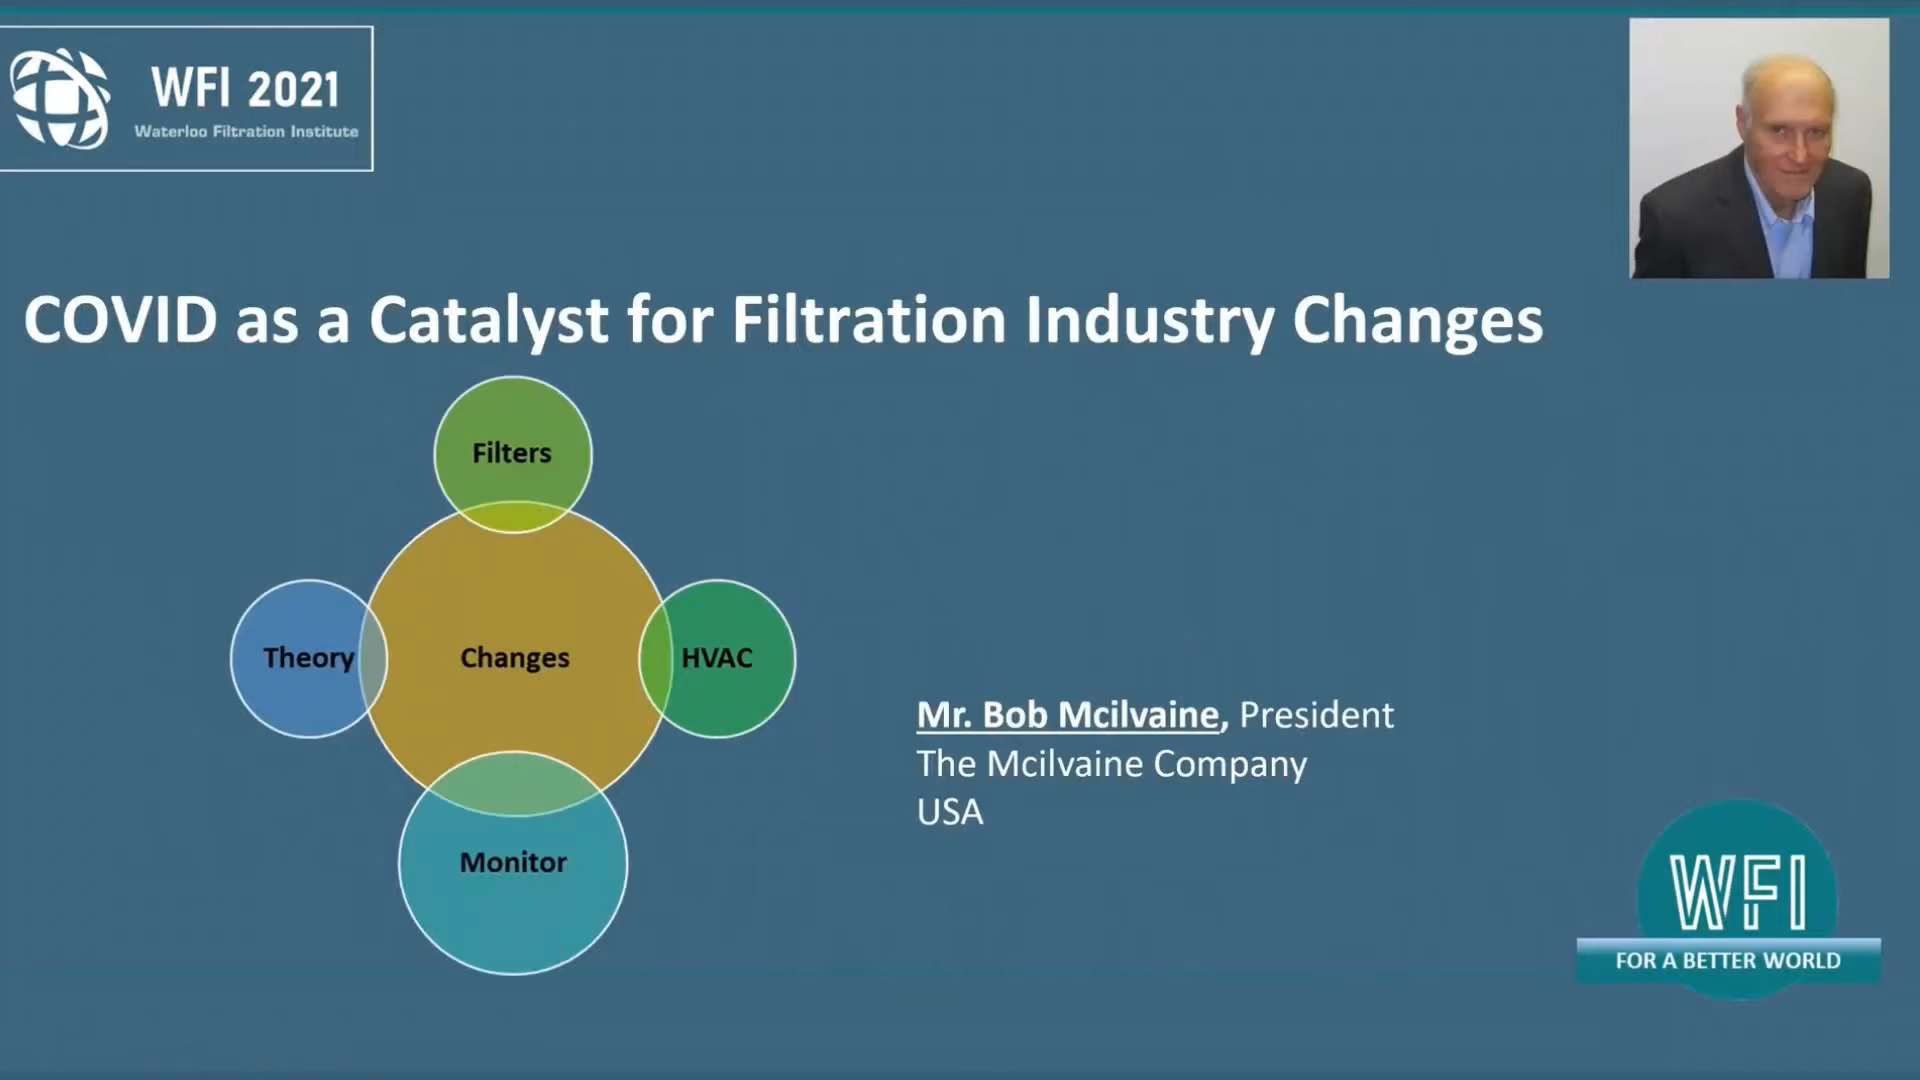 WFI 2021
Waterloo Filtration Institute
COVID as a Catalyst for Filtration Industry Changes
Filters
Theory
Changes
HVAC
Monitor
Mr. Bob Mcilvaine, President
The Mcilvaine Company
USA
WFI
FOR A BETTER WORLD